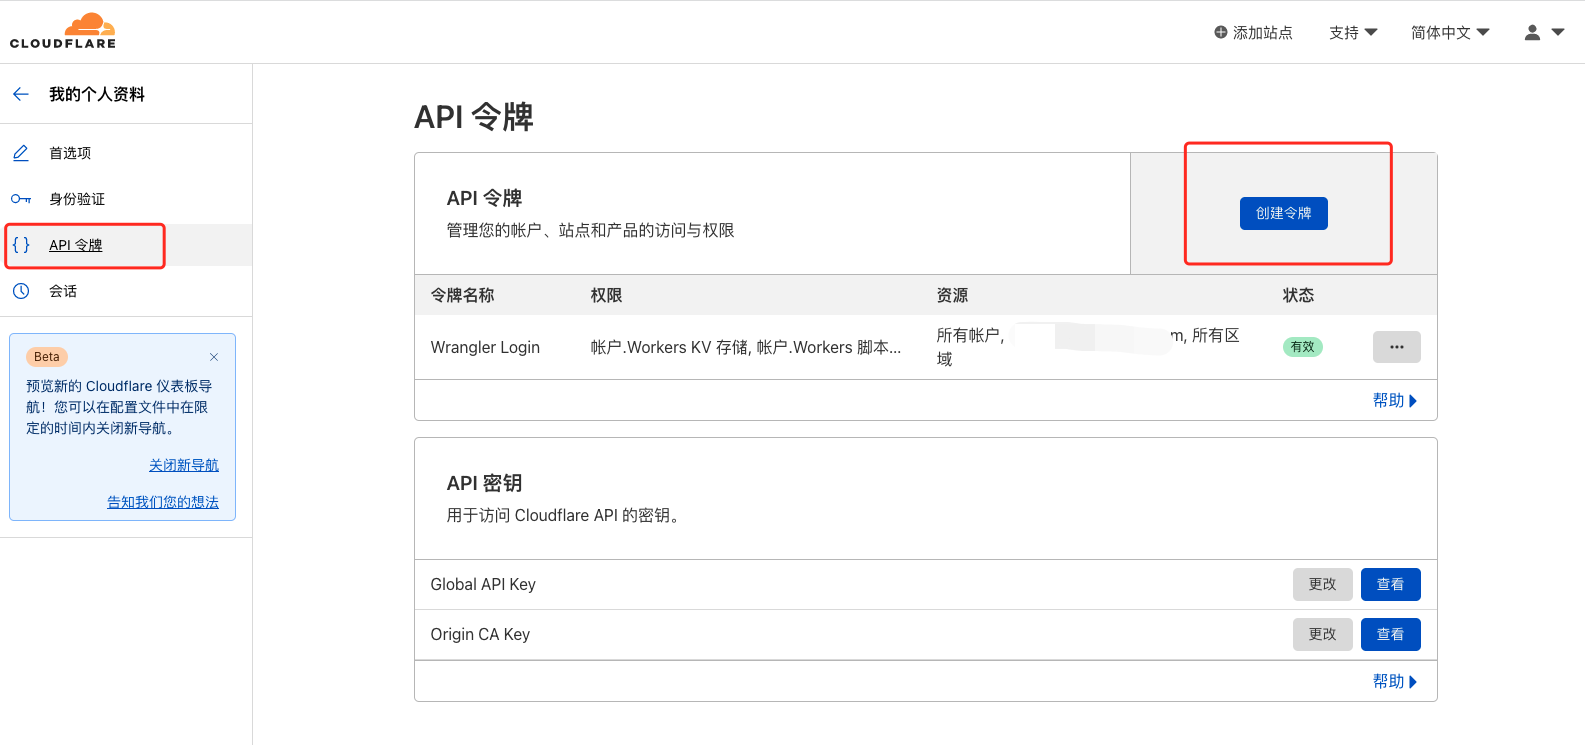 CLOUDFLARE
添加站点
支持
简体中文
我的个人资料
首选项
身份验证
API 令牌
会话
Beta
预览新的 Cloudflare 仪表板导
航！您可以在配置文件中在限
定的时间内关闭新导航。
关闭新导航
告知我们您的想法
API 令牌
API 令牌
管理您的帐户、站点和产品的访问与权限
创建令牌
令牌名称 权限 资源 状态
Wrangler Login 帐户.Workers KV 存储, 帐户.Workers 脚本... 所有帐户, m, 所有区
域
有效
...
帮助
API 密钥
用于访问 Cloudflare API 的密钥。
Global API Key 更改 查看
Origin CA Key 更改 查看
帮助